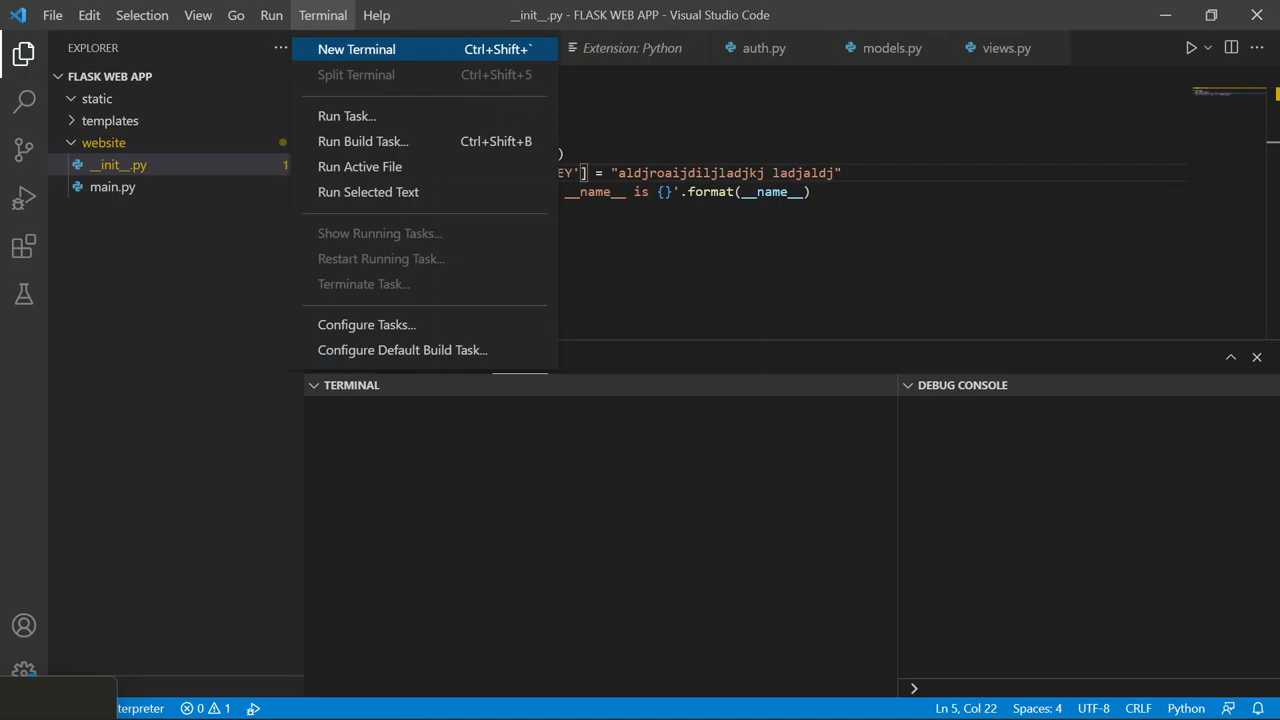 File Edit Selection View Go Run Terminal Help __init__.py - FLASK WEB APP - Visual Studio Code
EXPLORER
FLASK WEB APP
static
templates
website
__init__.py 1
main.py
New Terminal Ctrl+Shift+`
Split Terminal Ctrl+Shift+5
Run Task...
Run Build Task... Ctrl+Shift+B
Run Active File
Run Selected Text
Show Running Tasks...
Restart Running Task...
Terminate Task...
Configure Tasks...
Configure Default Build Task...
Extension: Python auth.py models.py views.py
)
EY'] = "aldjroaijdiljladjkj ladjaldj"
__name__ is {}'.format(__name__)
TERMINAL
DEBUG CONSOLE
terpreter 0 1 Ln 5, Col 22 Spaces: 4 UTF-8 CRLF Python